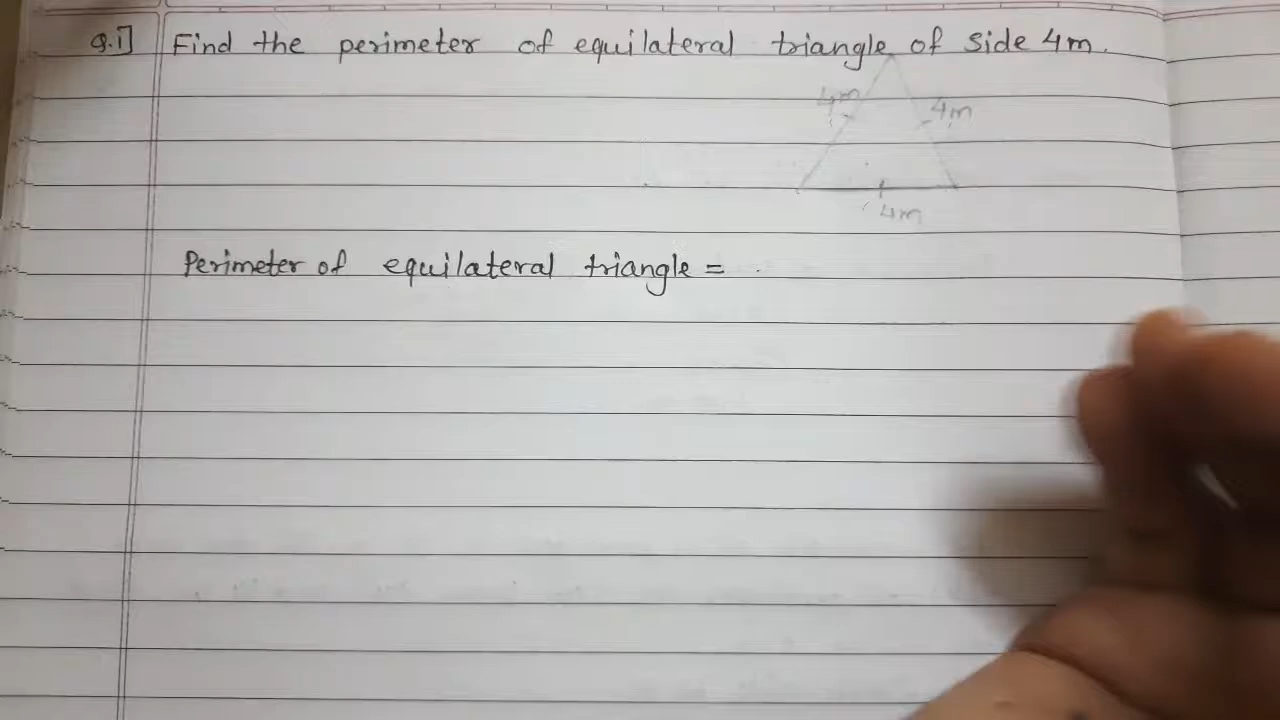 Q.1] Find the perimeter of equilateral triangle of side 4m.
4m
4m
4m
Perimeter of equilateral triangle =